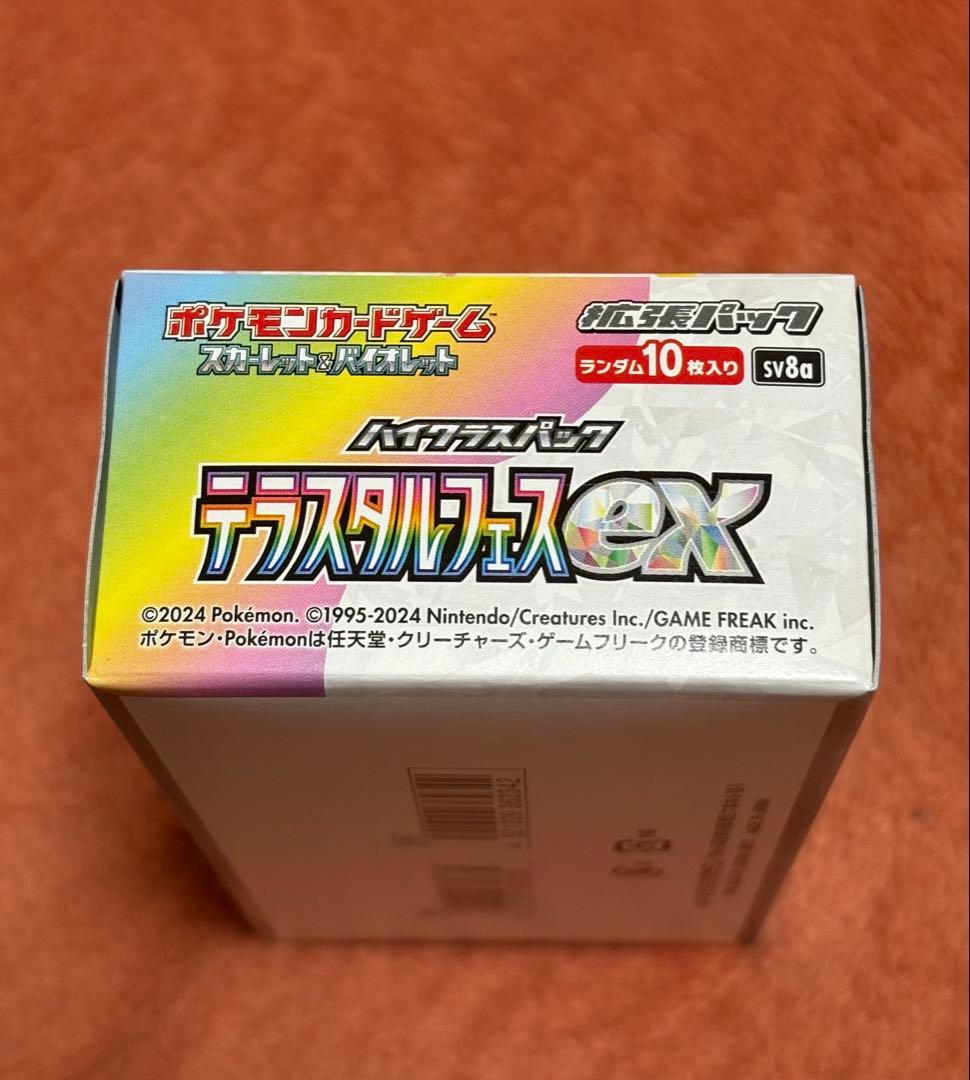 ポケモンカードゲーム™
スカーレット&バイオレット
拡張パック
ランダム10枚入り
SV8a
ハイクラスパック
テラスタルフェスex
©2024 Pokémon. ©1995-2024 Nintendo/Creatures Inc./GAME FREAK inc.
ポケモン・Pokémonは任天堂・クリーチャーズ・ゲームフリークの登録商標です。